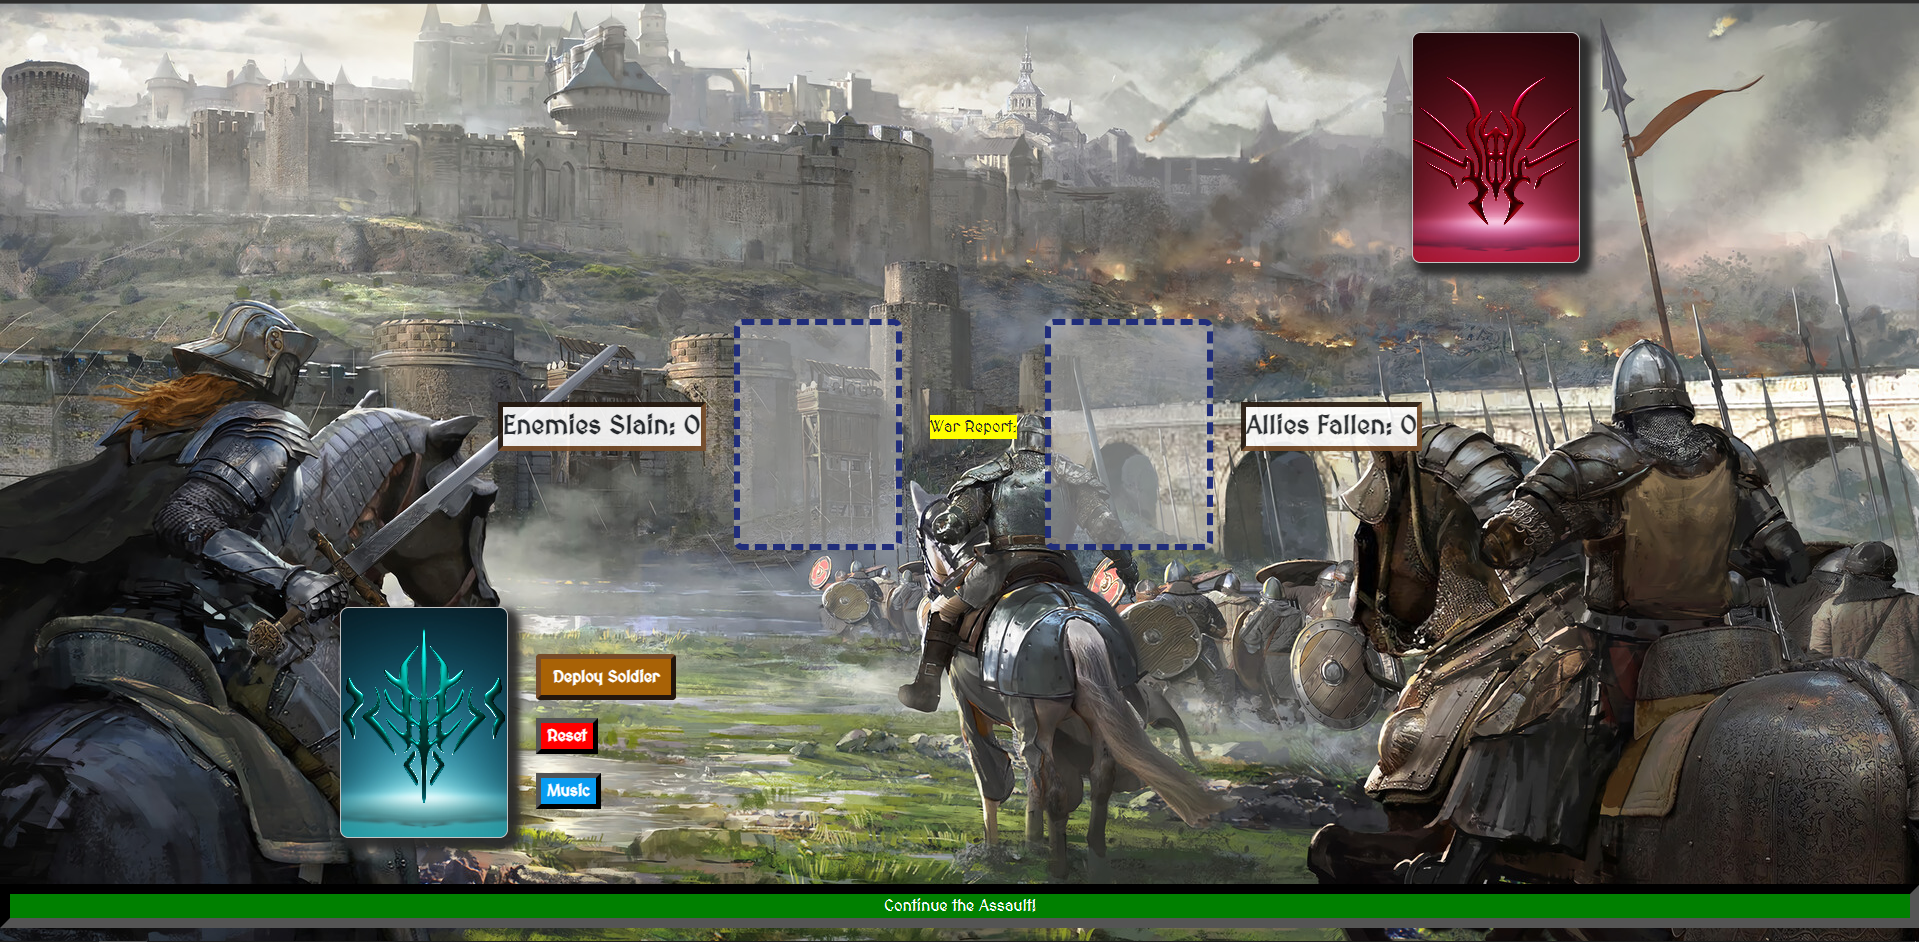 Enemies Slain: 0
War Report:
Allies Fallen: 0
Deploy Soldier
Reset
Music
Continue the Assault!